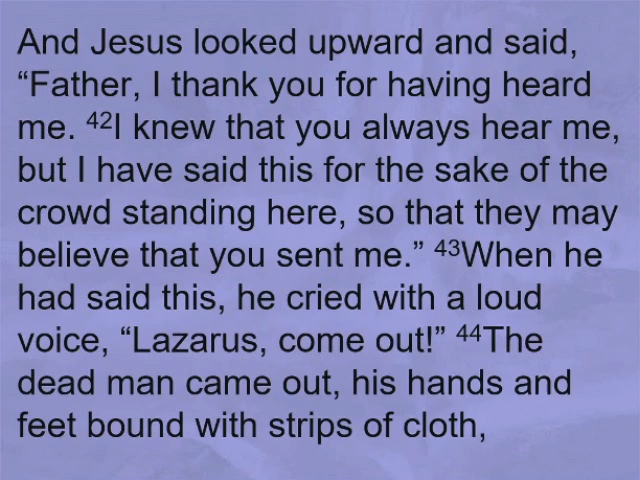 And Jesus looked upward and said,
“Father, I thank you for having heard
me. ⁴²I knew that you always hear me,
but I have said this for the sake of the
crowd standing here, so that they may
believe that you sent me.” ⁴³When he
had said this, he cried with a loud
voice, “Lazarus, come out!” ⁴⁴The
dead man came out, his hands and
feet bound with strips of cloth,